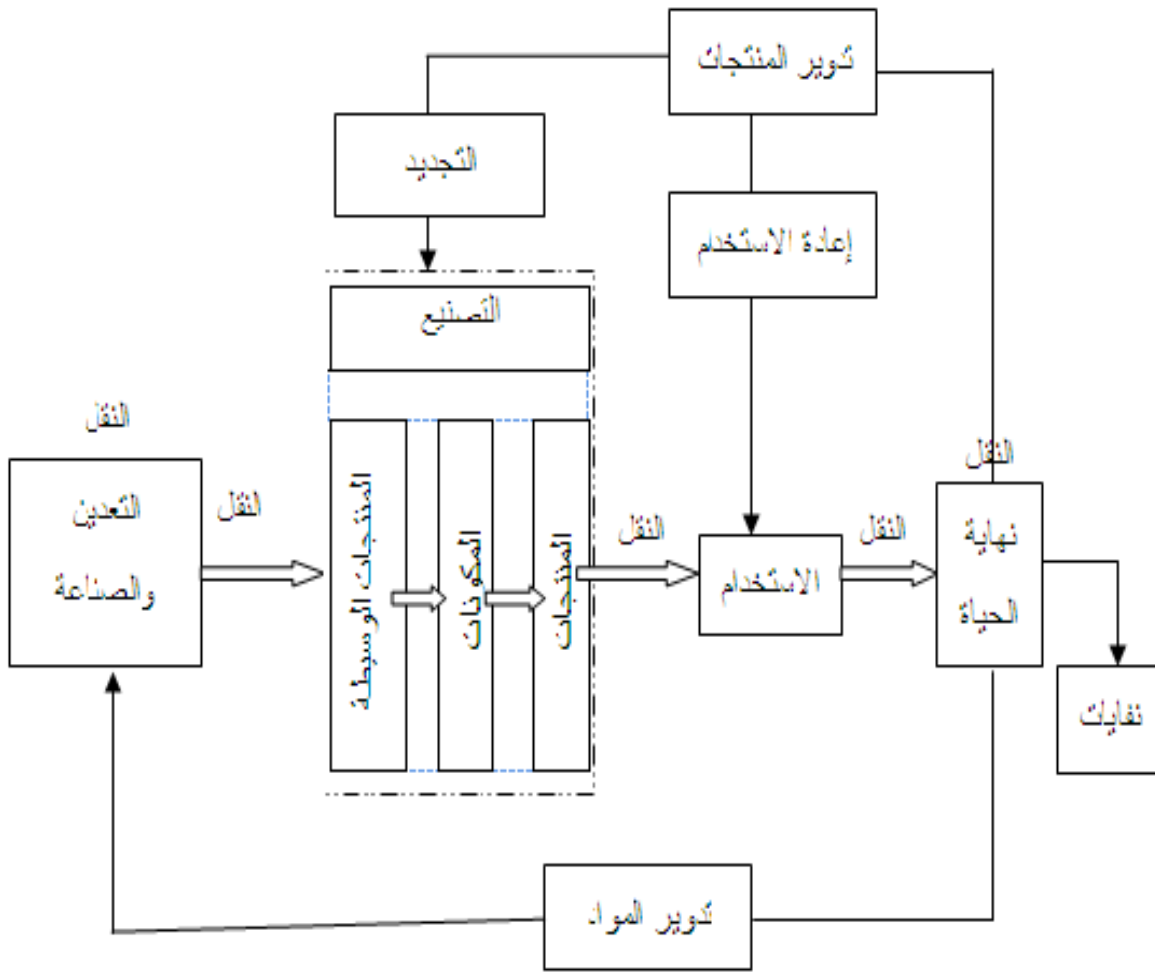 تدوير المنتجات
التجديد
إعادة الاستخدام
التصنيع
النقل
التعدين
والصناعة
النقل
المنتجات الوسيطة
المكونات
المنتجات
النقل
الاستخدام
النقل
النقل
نهاية
الحياة
نفايات
تدوير المواد